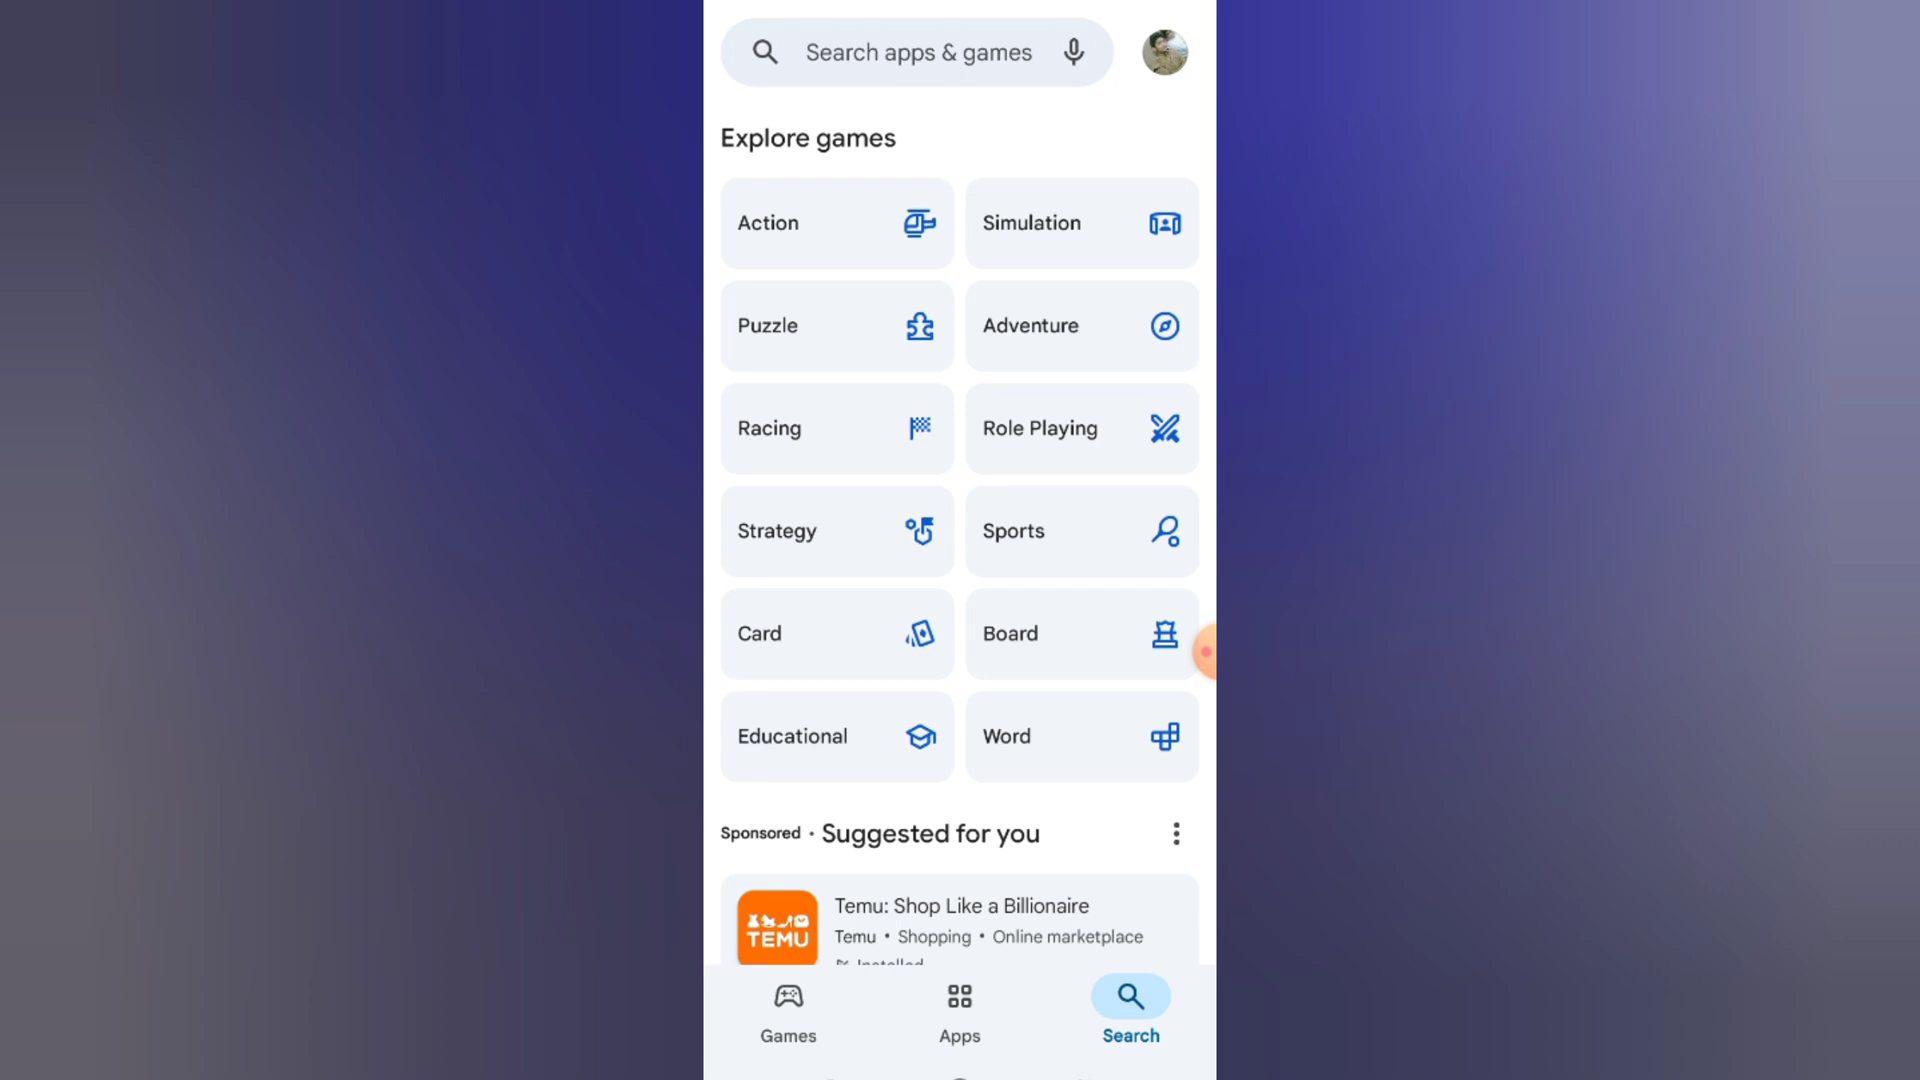 Search apps & games
Explore games
Action
Simulation
Puzzle
Adventure
Racing
Role Playing
Strategy
Sports
Card
Board
Educational
Word
Sponsored • Suggested for you
TEMU
Temu: Shop Like a Billionaire
Temu • Shopping • Online marketplace
Installed
Games
Apps
Search